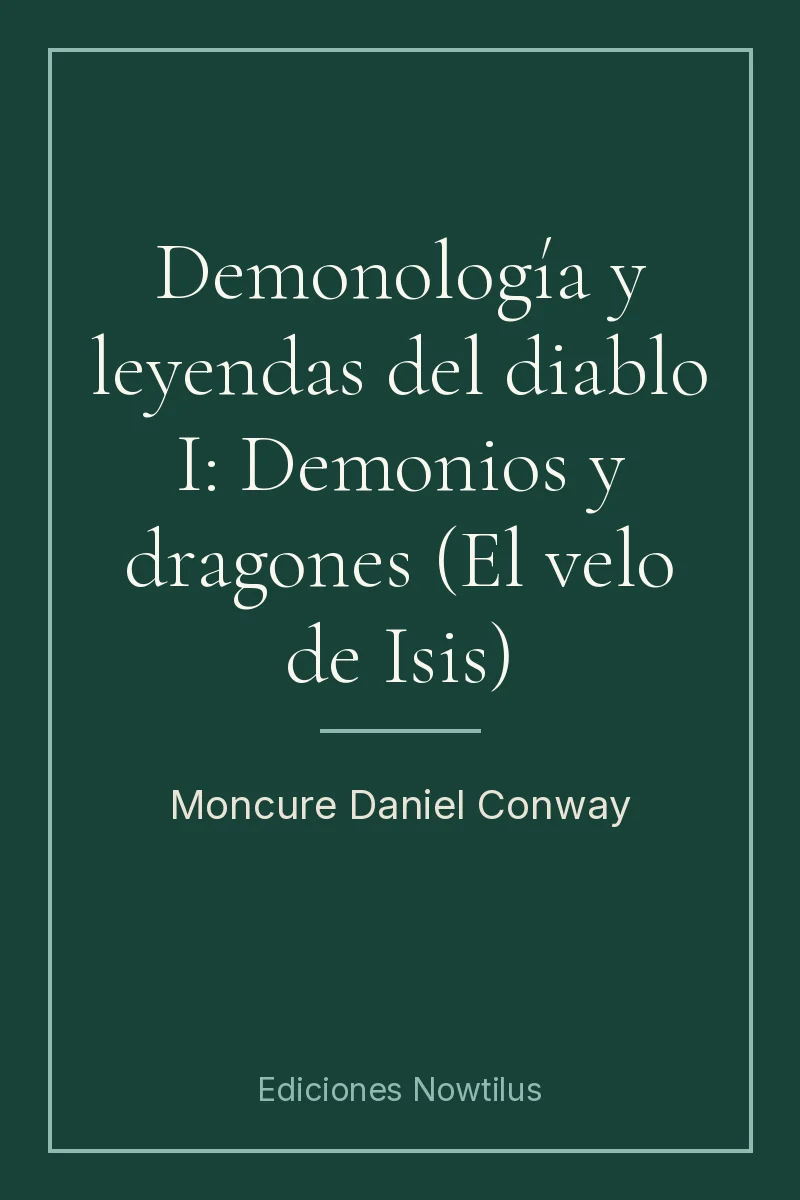 Demonología y
leyendas del diablo
I: Demonios y
dragones (El velo
de Isis)
Moncure Daniel Conway
Ediciones Nowtilus